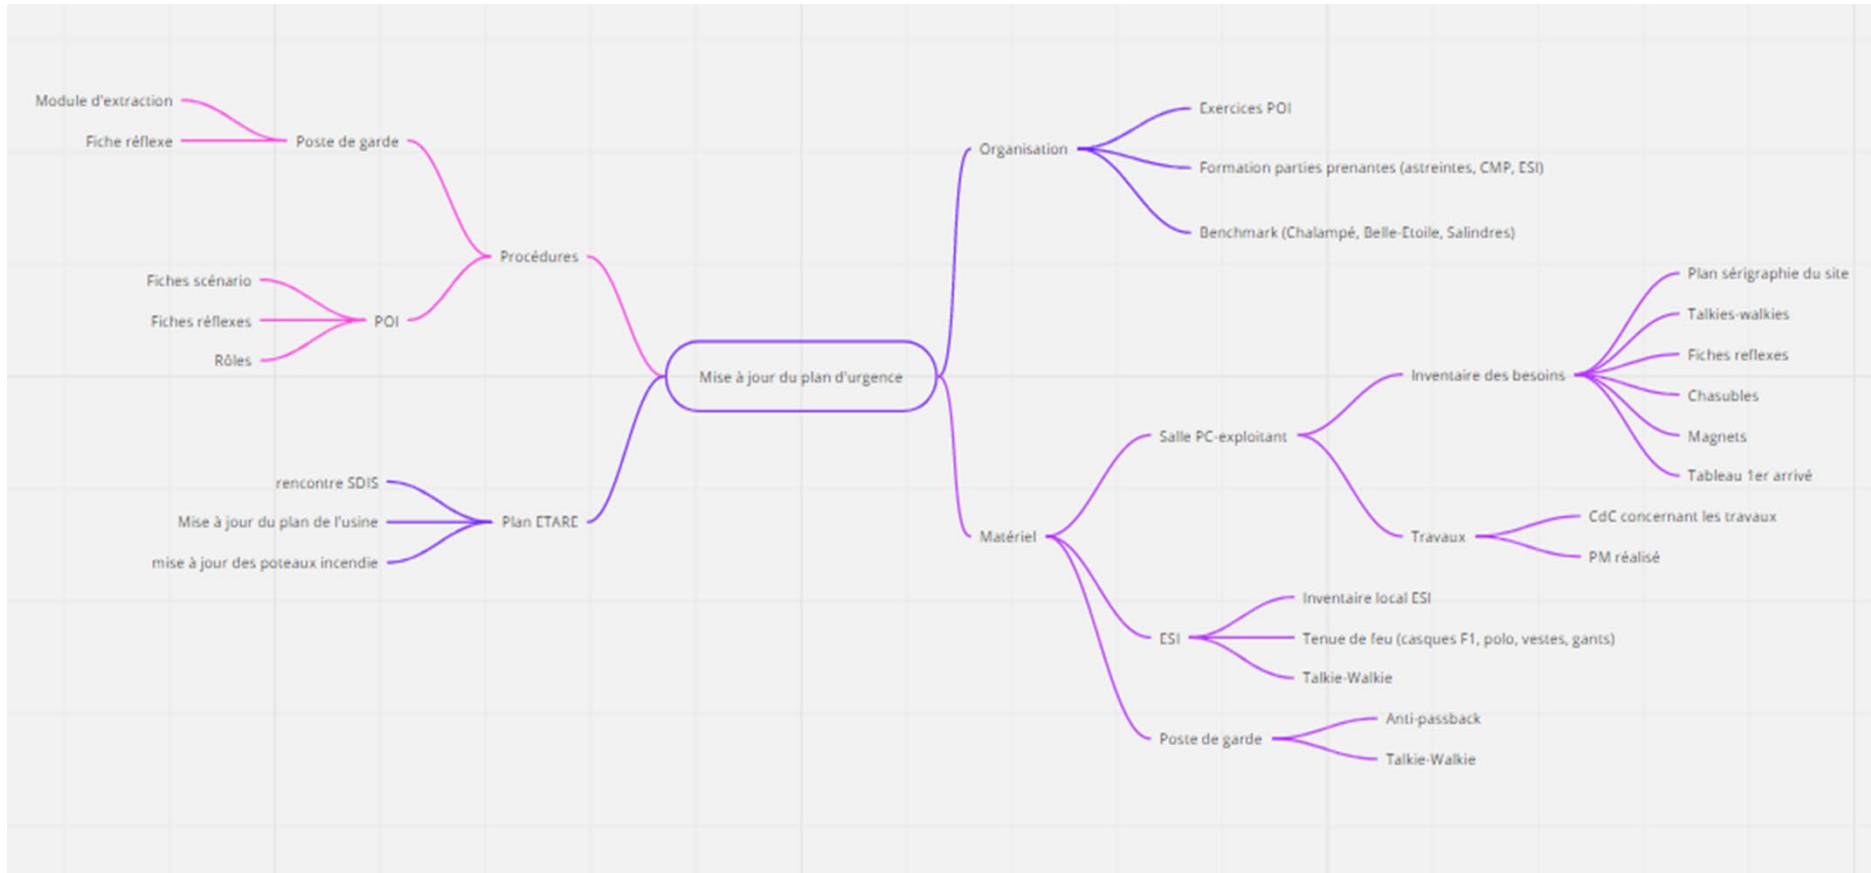 Module d'extraction
Fiche réflexe
Poste de garde
Procédures
Fiches scénario
Fiches réflexes
Rôles
POI
Mise à jour du plan d'urgence
rencontre SDIS
Mise à jour du plan de l'usine
mise à jour des poteaux incendie
Plan ETARE
Organisation
Exercices POI
Formation parties prenantes (astreintes, CMP, ESI)
Benchmark (Chalampé, Belle-Etoile, Salindres)
Matériel
Salle PC-exploitant
Inventaire des besoins
Plan sérigraphie du site
Talkies-walkies
Fiches reflexes
Chasubles
Magnets
Tableau 1er arrivé
Travaux
CdC concernant les travaux
PM réalisé
ESI
Inventaire local ESI
Tenue de feu (casques F1, polo, vestes, gants)
Talkie-Walkie
Poste de garde
Anti-passback
Talkie-Walkie